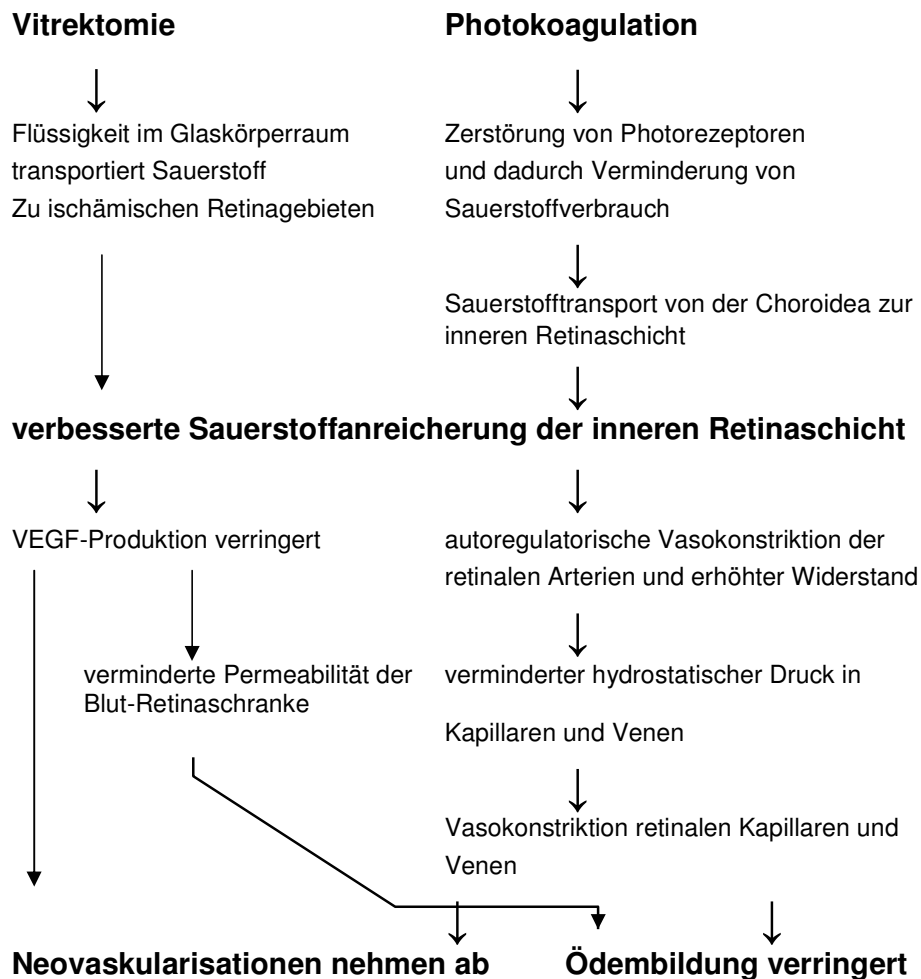 Vitrektomie
Photokoagulation
Flüssigkeit im Glaskörperraum
transportiert Sauerstoff
Zu ischämischen Retinagebieten
Zerstörung von Photorezeptoren
und dadurch Verminderung von
Sauerstoffverbrauch
Sauerstofftransport von der Choroidea zur
inneren Retinaschicht
verbesserte Sauerstoffanreicherung der inneren Retinaschicht
VEGF-Produktion verringert
autoregulatorische Vasokonstriktion der
retinalen Arterien und erhöhter Widerstand
verminderte Permeabilität der
Blut-Retinaschranke
verminderter hydrostatischer Druck in
Kapillaren und Venen
Vasokonstriktion retinalen Kapillaren und
Venen
Neovaskularisationen nehmen ab
Ödembildung verringert